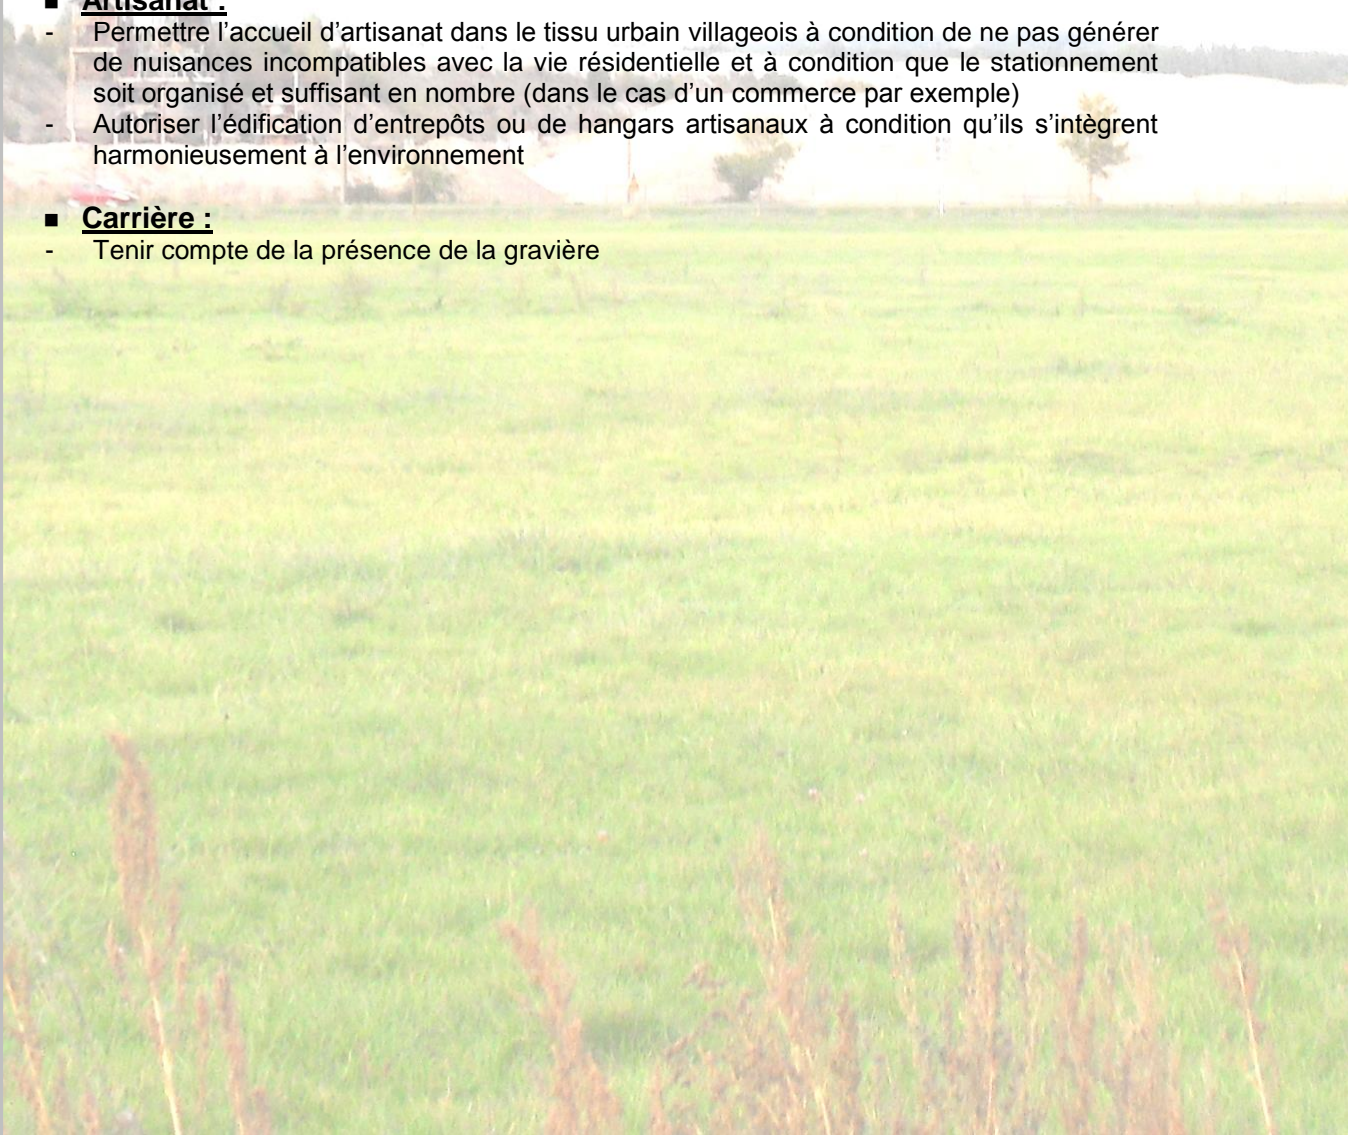 ■ Artisanat :
- Permettre l’accueil d’artisanat dans le tissu urbain villageois à condition de ne pas générer
de nuisances incompatibles avec la vie résidentielle et à condition que le stationnement
soit organisé et suffisant en nombre (dans le cas d’un commerce par exemple)
- Autoriser l’édification d’entrepôts ou de hangars artisanaux à condition qu’ils s’intègrent
harmonieusement à l’environnement
■ Carrière :
- Tenir compte de la présence de la gravière